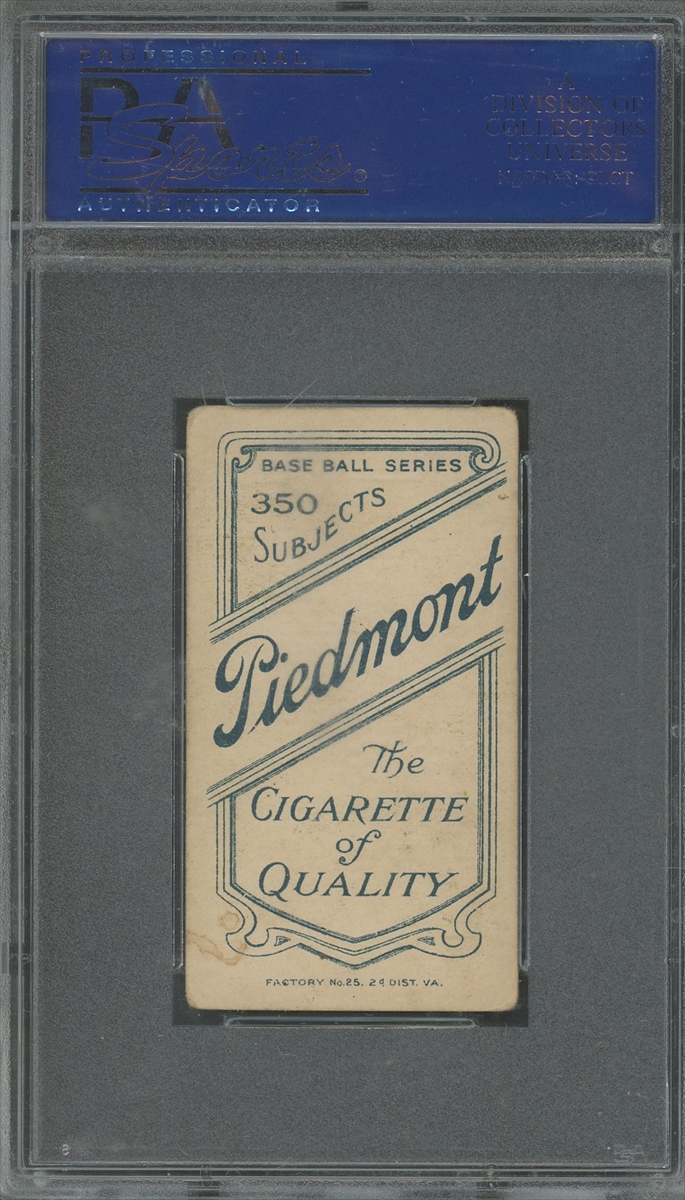 PROFESSIONAL
PSA
Sports®
AUTHENTICATOR
A
DIVISION OF
COLLECTORS
UNIVERSE
BASE BALL SERIES
350
SUBJECTS
Piedmont
The
CIGARETTE
of
QUALITY
FACTORY No. 25, 2d DIST. VA.